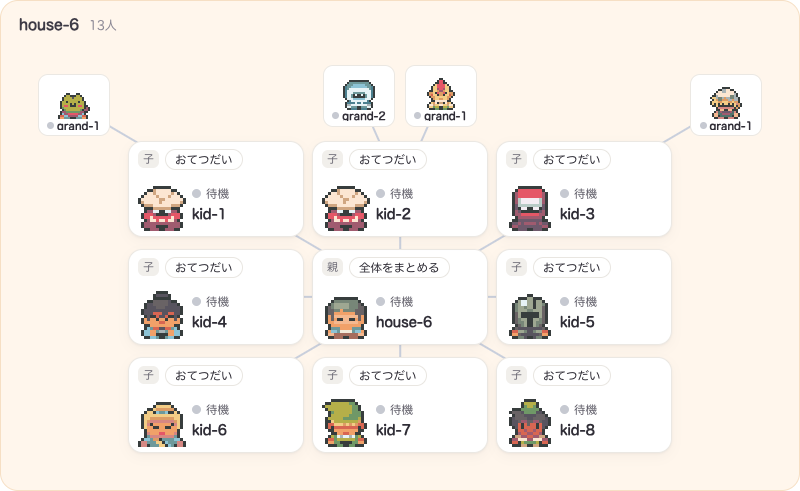 house-6 13人
grand-1
grand-2
grand-1
grand-1
子 おてつだい
待機
kid-1
子 おてつだい
待機
kid-2
子 おてつだい
待機
kid-3
子 おてつだい
待機
kid-4
親 全体をまとめる
待機
house-6
子 おてつだい
待機
kid-5
子 おてつだい
待機
kid-6
子 おてつだい
待機
kid-7
子 おてつだい
待機
kid-8